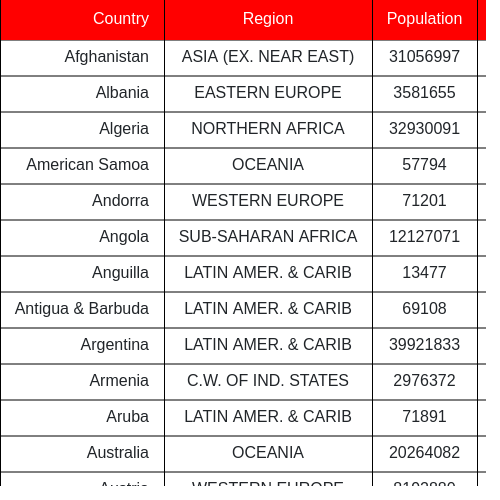 Country Region Population
Afghanistan ASIA (EX. NEAR EAST) 31056997
Albania EASTERN EUROPE 3581655
Algeria NORTHERN AFRICA 32930091
American Samoa OCEANIA 57794
Andorra WESTERN EUROPE 71201
Angola SUB-SAHARAN AFRICA 12127071
Anguilla LATIN AMER. & CARIB 13477
Antigua & Barbuda LATIN AMER. & CARIB 69108
Argentina LATIN AMER. & CARIB 39921833
Armenia C.W. OF IND. STATES 2976372
Aruba LATIN AMER. & CARIB 71891
Australia OCEANIA 20264082
Austria WESTERN EUROPE